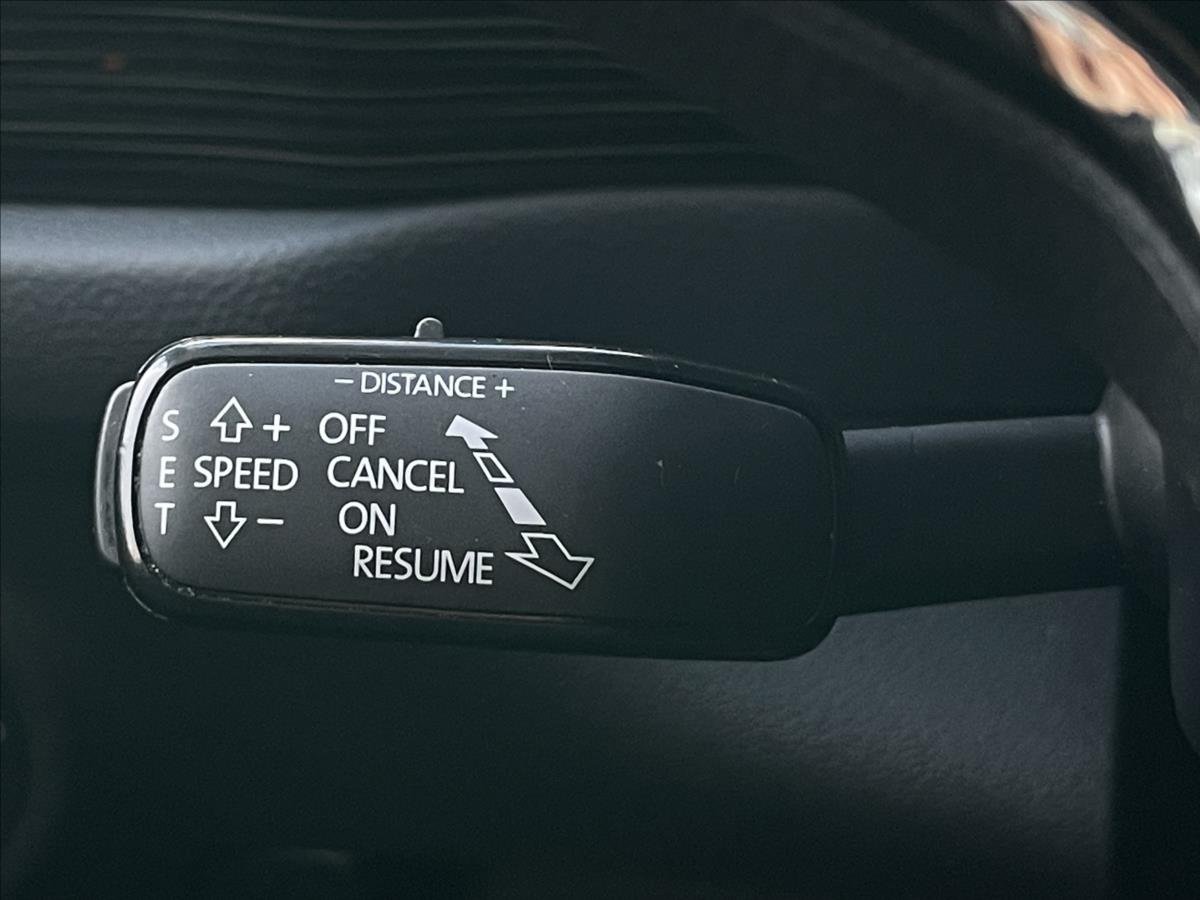 – DISTANCE +
S + OFF
E SPEED CANCEL
T – ON
RESUME